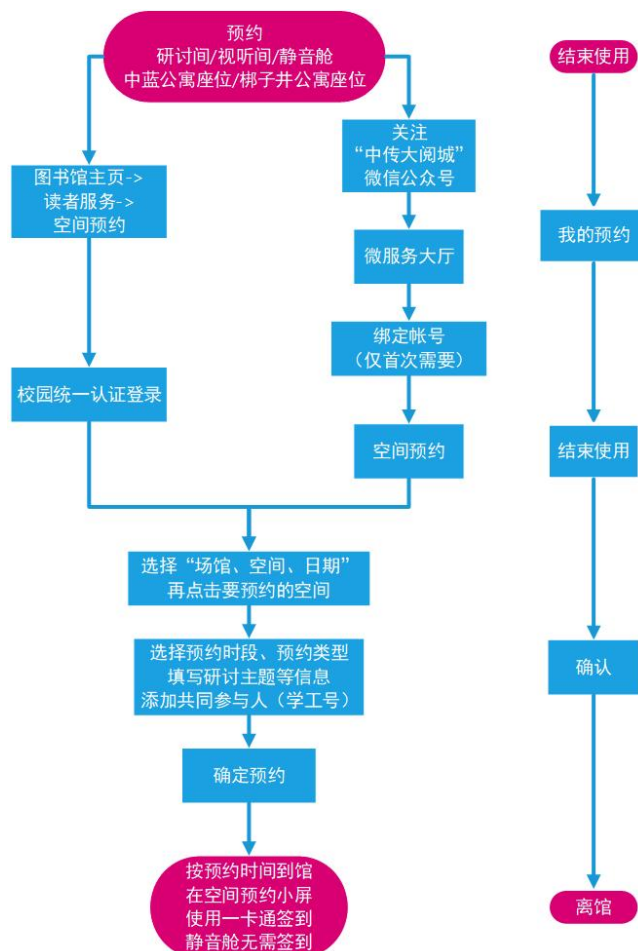 预约
研讨间/视听间/静音舱
中蓝公寓座位/梆子井公寓座位
图书馆主页->
读者服务->
空间预约
校园统一认证登录
关注
“中传大阅城”
微信公众号
微服务大厅
绑定帐号
（仅首次需要）
空间预约
选择“场馆、空间、日期”
再点击要预约的空间
选择预约时段、预约类型
填写研讨主题等信息
添加共同参与人（学工号）
确定预约
按预约时间到馆
在空间预约小屏
使用一卡通签到
静音舱无需签到
结束使用
我的预约
结束使用
确认
离馆